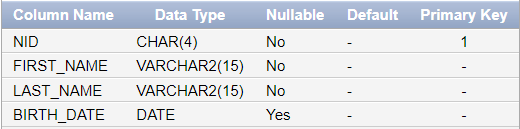 Column Name Data Type Nullable Default Primary Key
NID CHAR(4) No - 1
FIRST_NAME VARCHAR2(15) No - -
LAST_NAME VARCHAR2(15) No - -
BIRTH_DATE DATE Yes - -